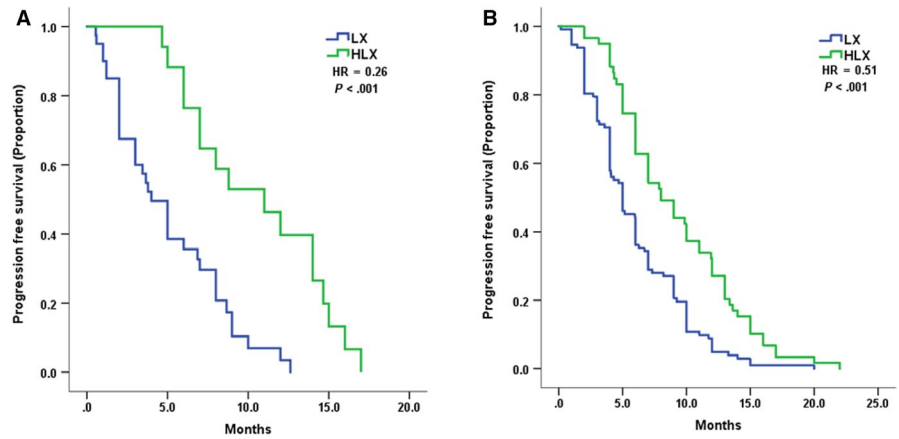 A
1.0
0.8
0.6
0.4
0.2
0.0
Progression free survival (Proportion)
.0 5.0 10.0 15.0 20.0
Months
LX
HLX
HR = 0.26
P < .001
B
1.0
0.8
0.6
0.4
0.2
0.0
Progression free survival (Proportion)
.0 5.0 10.0 15.0 20.0 25.0
Months
LX
HLX
HR = 0.51
P < .001